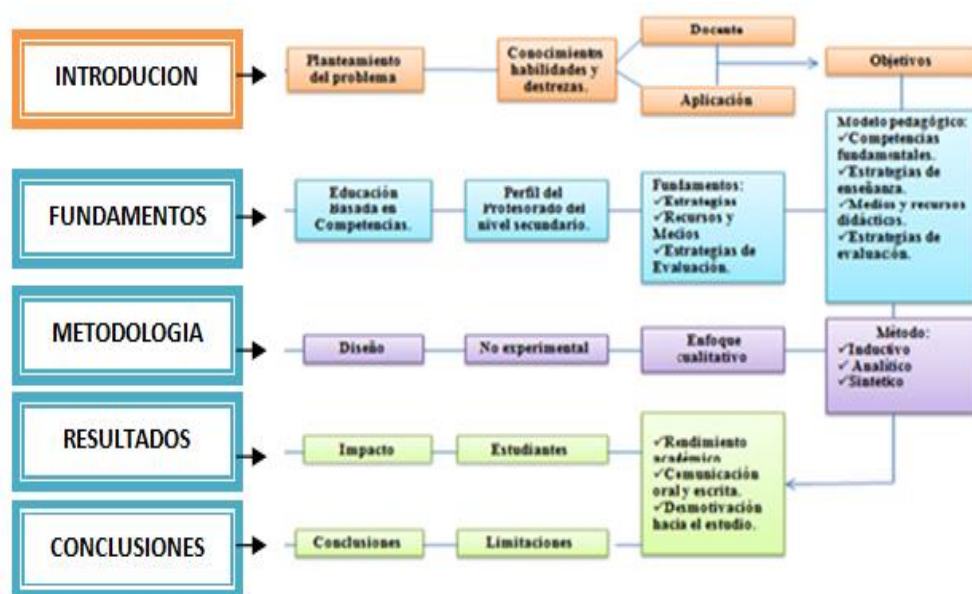 INTRODUCION
Planteamiento
del problema
Conocimientos
habilidades y
destrezas.
Docente
Aplicación
Objetivos
FUNDAMENTOS
Educación
Basada en
Competencias.
Perfil del
Profesorado del
nivel secundario.
Fundamentos:
✓Estrategias
✓Recursos y
Medios
✓Estrategias de
Evaluación.
Modelo pedagógico:
✓Competencias
fundamentales.
✓Estrategias de
enseñanza.
✓Medios y recursos
didácticos.
✓Estrategias de
evaluación.
METODOLOGIA
Diseño
No experimental
Enfoque
cualitativo
Método:
✓Inductivo
✓ Analítico
✓Sintetico
RESULTADOS
Impacto
Estudiantes
✓Rendimiento
académico
✓Comunicación
oral y escrita.
✓Desmotivación
hacia el estudio.
CONCLUSIONES
Conclusiones
Limitaciones